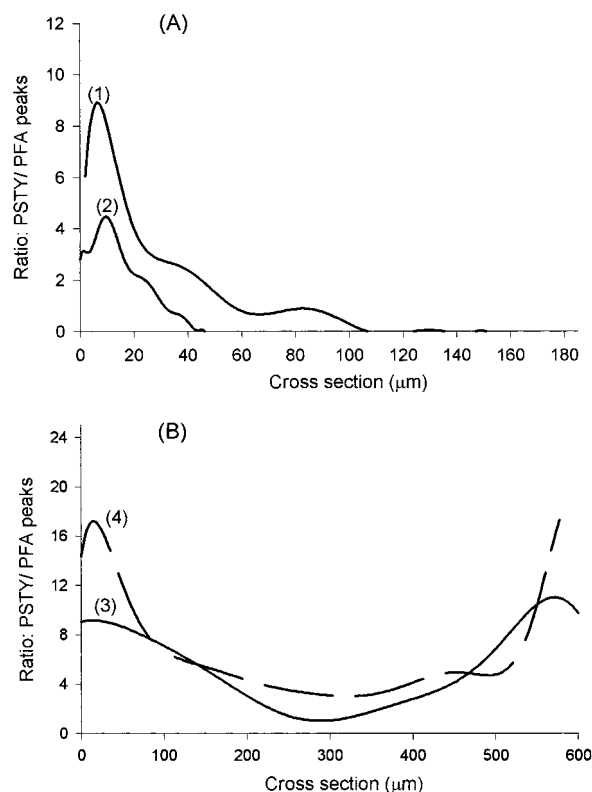 (A)
Ratio: PSTY/ PFA peaks
12
10
8
6
4
2
0
(1)
(2)
0 20 40 60 80 100 120 140 160 180
Cross section (μm)
(B)
Ratio: PSTY/ PFA peaks
24
20
16
12
8
4
0
(4)
(3)
0 100 200 300 400 500 600
Cross section (μm)